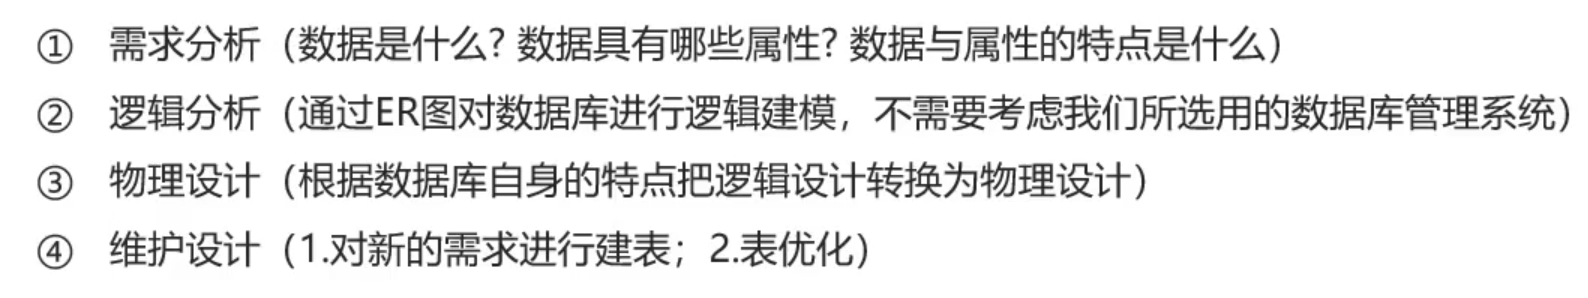 ① 需求分析（数据是什么? 数据具有哪些属性? 数据与属性的特点是什么）
② 逻辑分析（通过ER图对数据库进行逻辑建模，不需要考虑我们所选用的数据库管理系统）
③ 物理设计（根据数据库自身的特点把逻辑设计转换为物理设计）
④ 维护设计（1.对新的需求进行建表；2.表优化）